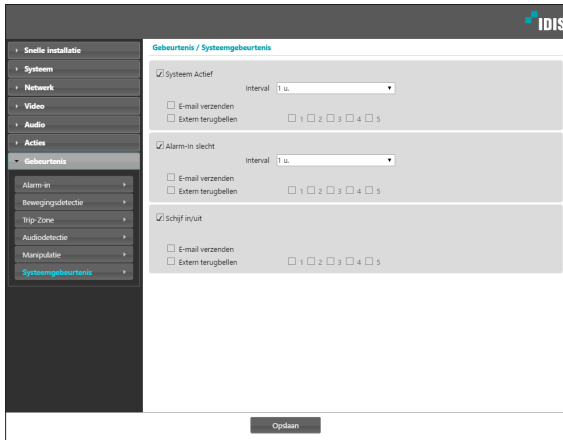 IDIS
Snelle installatie
Systeem
Netwerk
Video
Audio
Acties
Gebeurtenis
Alarm-in
Bewegingsdetectie
Trip-Zone
Audiodetectie
Manipulatie
Systeemgebeurtenis
Gebeurtenis / Systeemgebeurtenis
Systeem Actief
Interval 1 u.
E-mail verzenden
Extern terugbellen 1 2 3 4 5
Alarm-In slecht
Interval 1 u.
E-mail verzenden
Extern terugbellen 1 2 3 4 5
Schijf in/uit
E-mail verzenden
Extern terugbellen 1 2 3 4 5
Opslaan